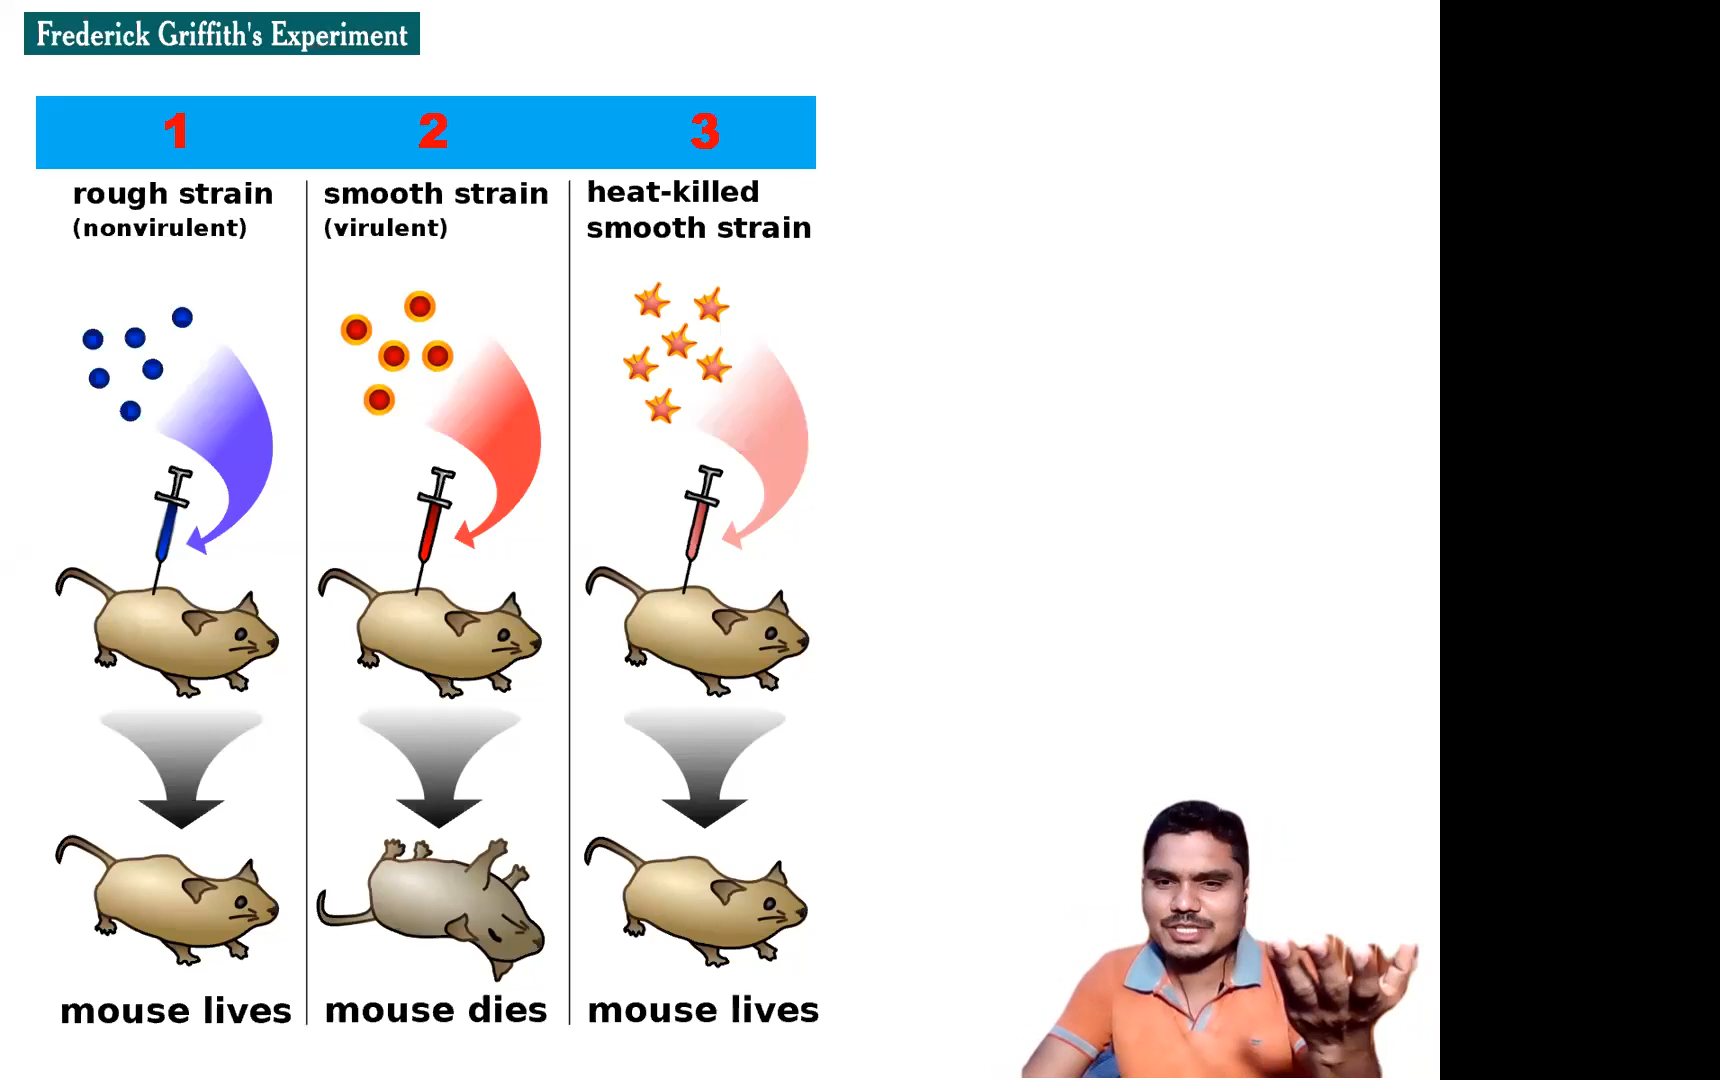 Frederick Griffith's Experiment
1
2
3
rough strain
(nonvirulent)
smooth strain
(virulent)
heat-killed
smooth strain
mouse lives
mouse dies
mouse lives